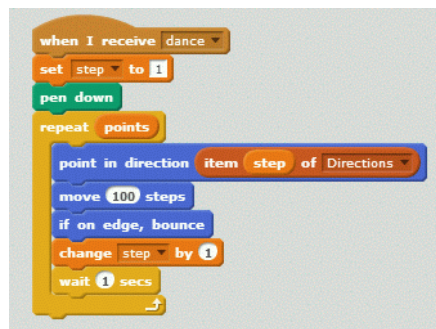 when I receive dance
set step to 1
pen down
repeat points
point in direction item step of Directions
move 100 steps
if on edge, bounce
change step by 1
wait 1 secs